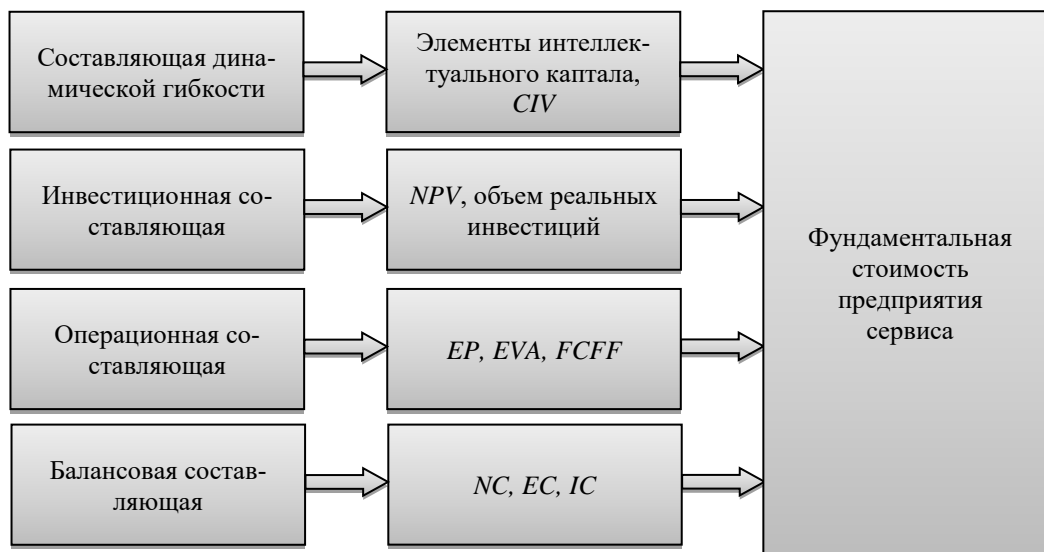 Составляющая дина-
мической гибкости
Элементы интеллек-
туального каптала,
CIV
Инвестиционная со-
ставляющая
NPV, объем реальных
инвестиций
Операционная со-
ставляющая
EP, EVA, FCFF
Балансовая состав-
ляющая
NC, EC, IC
Фундаментальная
стоимость
предприятия
сервиса